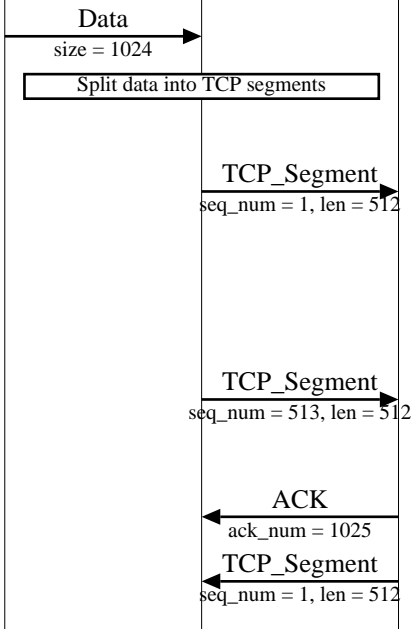 Data
size = 1024
Split data into TCP segments
TCP_Segment
seq_num = 1, len = 512
TCP_Segment
seq_num = 513, len = 512
ACK
ack_num = 1025
TCP_Segment
seq_num = 1, len = 512